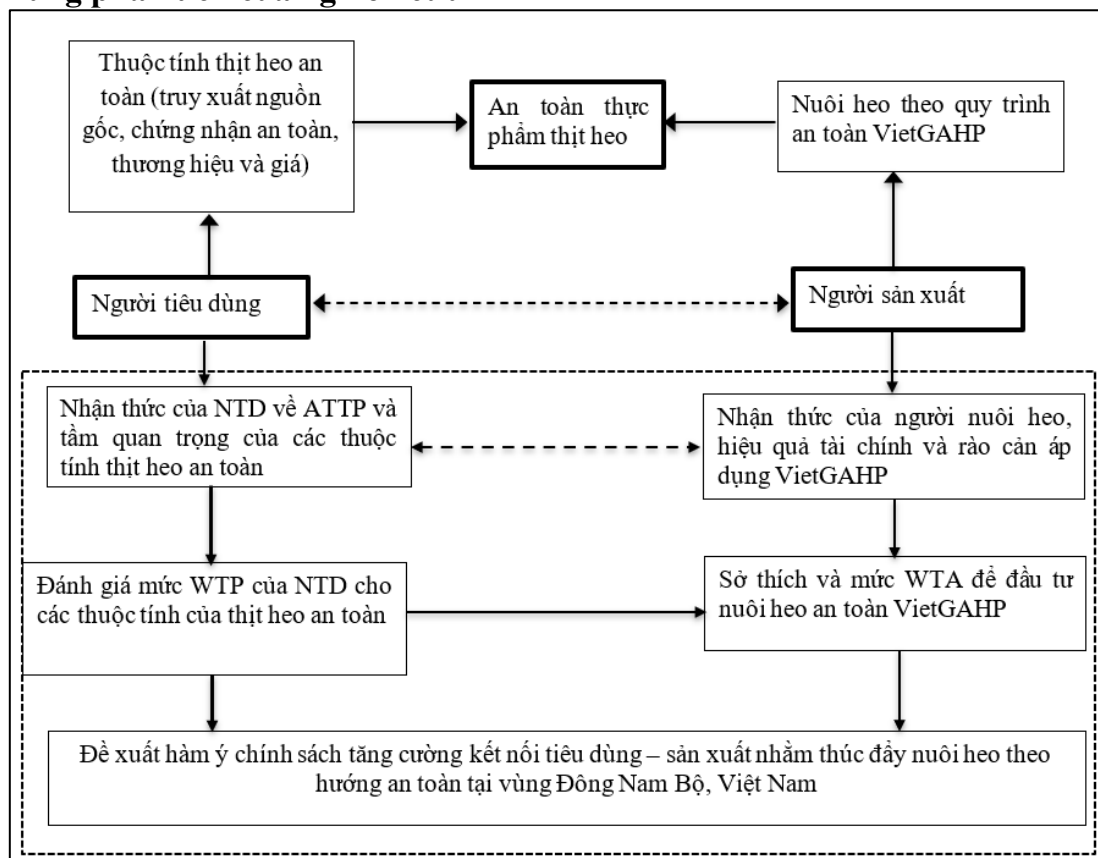 Thuộc tính thịt heo an
toàn (truy xuất nguồn
gốc, chứng nhận an toàn,
thương hiệu và giá)
An toàn thực
phẩm thịt heo
Nuôi heo theo quy trình
an toàn VietGAHP
Người tiêu dùng
Người sản xuất
Nhận thức của NTD về ATTP và
tầm quan trọng của các thuộc
tính thịt heo an toàn
Nhận thức của người nuôi heo,
hiệu quả tài chính và rào cản áp
dụng VietGAHP
Đánh giá mức WTP của NTD cho
các thuộc tính của thịt heo an toàn
Sở thích và mức WTA để đầu tư
nuôi heo an toàn VietGAHP
Đề xuất hàm ý chính sách tăng cường kết nối tiêu dùng – sản xuất nhằm thúc đẩy nuôi heo theo
hướng an toàn tại vùng Đông Nam Bộ, Việt Nam